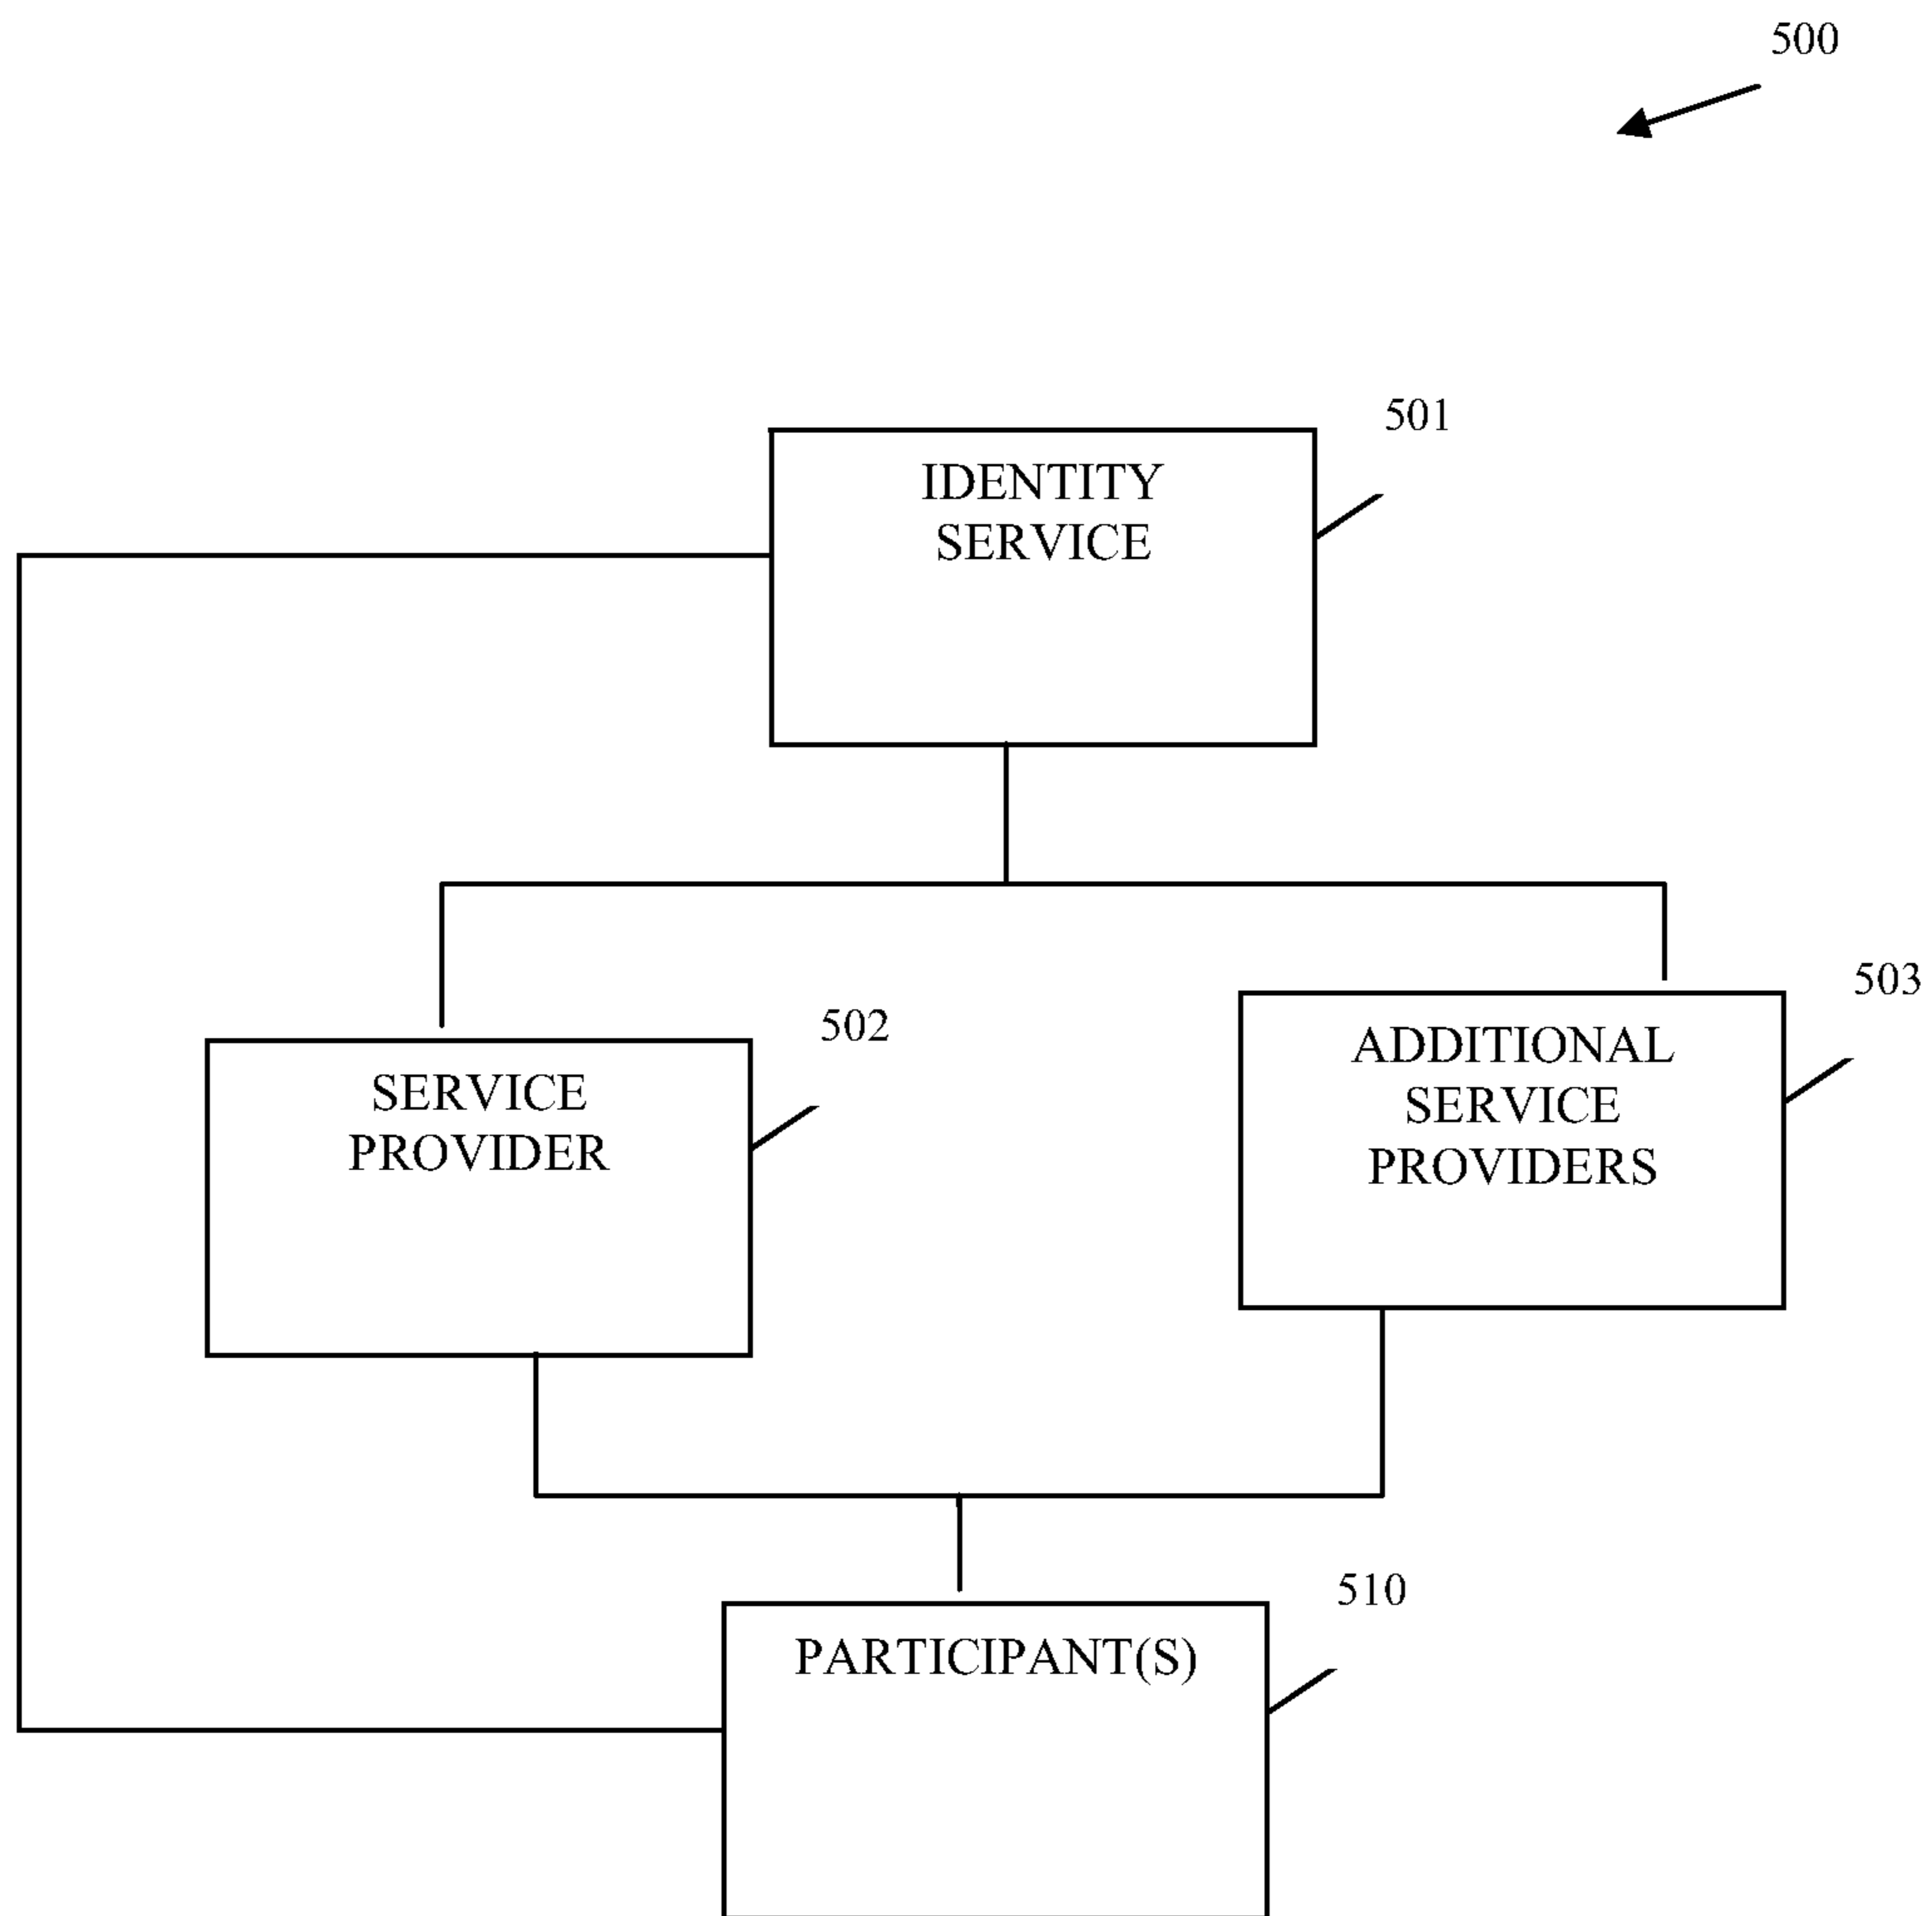 500
501
IDENTITY
SERVICE
503
502
ADDITIONAL
SERVICE
PROVIDERS
SERVICE
PROVIDER
510
PARTICIPANT(S)